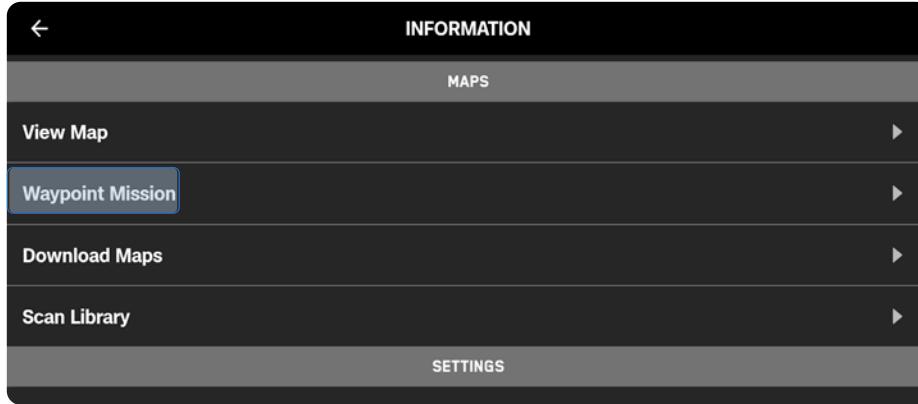 INFORMATION
MAPS
View Map
Waypoint Mission
Download Maps
Scan Library
SETTINGS